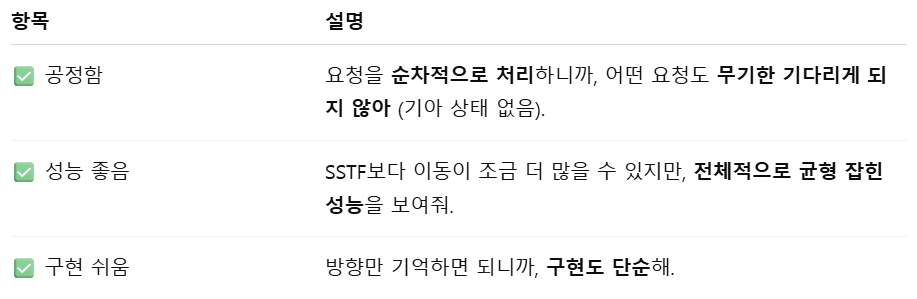 항목 설명
✅ 공정함 요청을 순차적으로 처리하니까, 어떤 요청도 무기한 기다리게 되
지 않아 (기아 상태 없음).
✅ 성능 좋음 SSTF보다 이동이 조금 더 많을 수 있지만, 전체적으로 균형 잡힌
성능을 보여줘.
✅ 구현 쉬움 방향만 기억하면 되니까, 구현도 단순해.